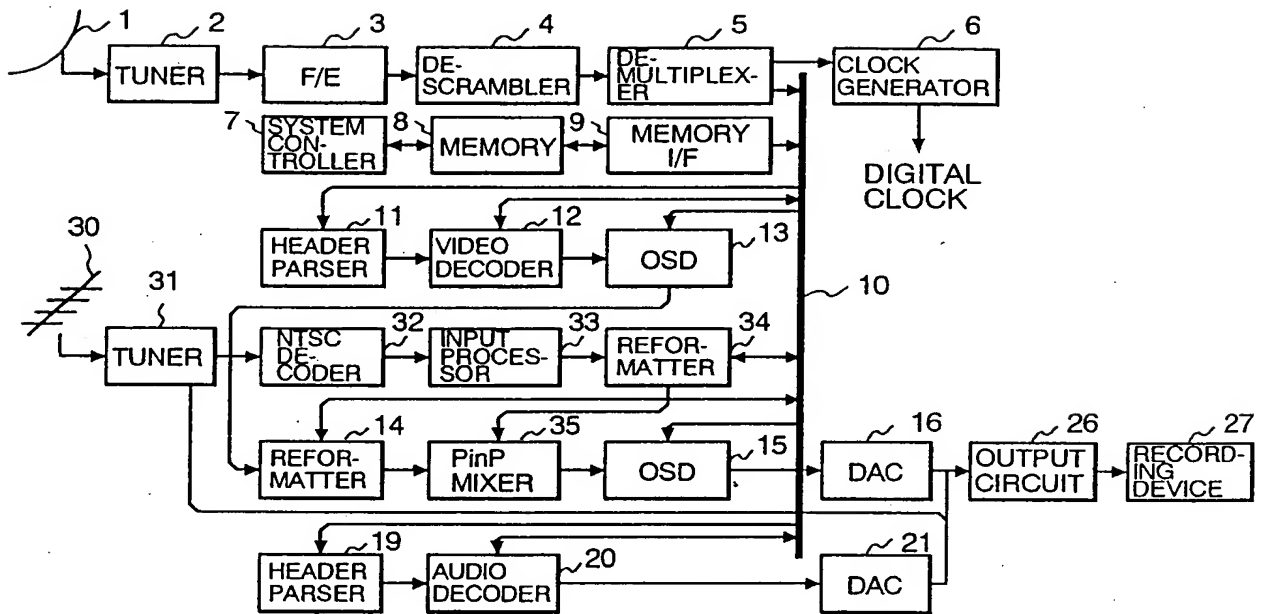 1 2 3 4 5 6
TUNER
F/E
DE-
SCRAMBLER
DE-
MULTIPLEX-
ER
CLOCK
GENERATOR
7 8 9
SYSTEM
CON-
TROLLER
MEMORY
MEMORY
I/F
DIGITAL
CLOCK
11 12 13
HEADER
PARSER
VIDEO
DECODER
OSD
10
30
31 32 33 34
TUNER
NTSC
DE-
CODER
INPUT
PROCES-
SOR
REFOR-
MATTER
14 35 15 16 26 27
REFOR-
MATTER
PinP
MIXER
OSD
DAC
OUTPUT
CIRCUIT
RECORD-
ING
DEVICE
19 20 21
HEADER
PARSER
AUDIO
DECODER
DAC